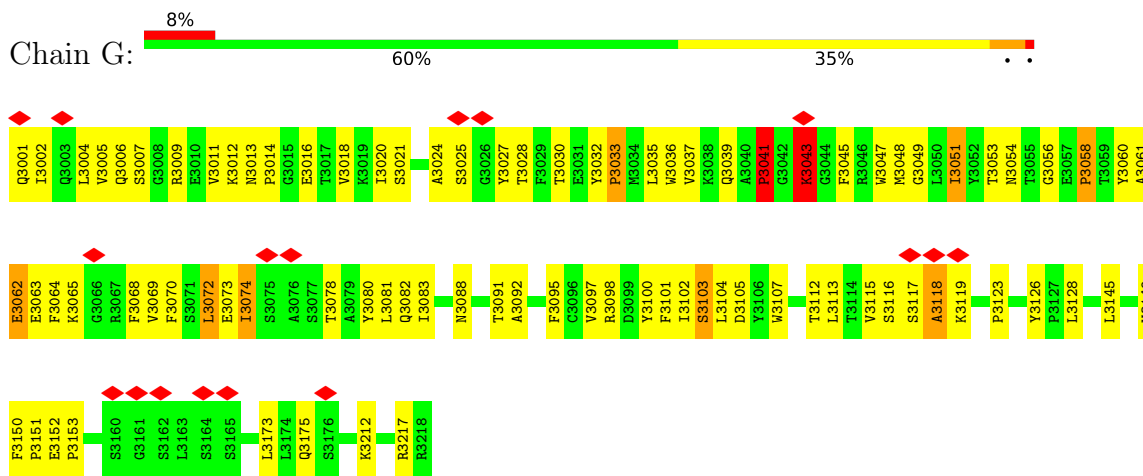 8%
Chain G:
60% 35% . .
Q3001 I3002 Q3003 L3004 V3005 Q3006 S3007 G3008 R3009 E3010 V3011 K3012 N3013 P3014 G3015 E3016 T3017 V3018 K3019 I3020 S3021 A3024 S3025 G3026 Y3027 T3028 F3029 T3030 E3031 Y3032 P3033 M3034 L3035 W3036 V3037 K3038 Q3039 A3040 P3041 G3042 K3043 G3044 F3045 R3046 W3047 M3048 G3049 L3050 I3051 Y3052 T3053 N3054 T3055 G3056 E3057 P3058 T3059 Y3060 A3061
E3062 E3063 F3064 K3065 G3066 R3067 F3068 V3069 F3070 S3071 L3072 E3073 I3074 S3075 A3076 S3077 T3078 A3079 Y3080 L3081 Q3082 I3083 N3088 T3091 A3092 F3095 C3096 V3097 R3098 D3099 Y3100 F3101 I3102 S3103 L3104 D3105 Y3106 W3107 T3112 L3113 T3114 V3115 S3116 S3117 A3118 K3119 P3123 Y3126 P3127 L3128 L3145
F3150 P3151 E3152 P3153 S3160 G3161 S3162 L3163 S3164 S3165 L3173 L3174 Q3175 S3176 K3212 R3217 R3218